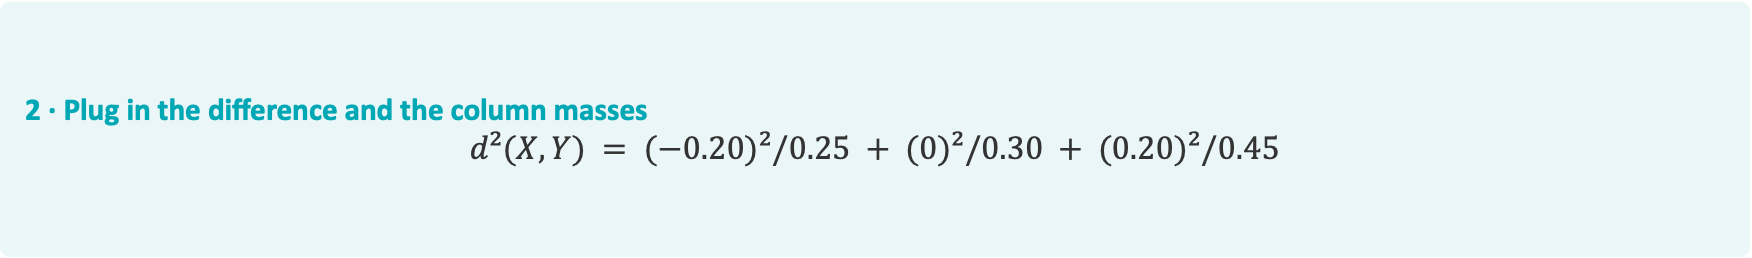 2 · Plug in the difference and the column masses
d²(X, Y) = (−0.20)²/0.25 + (0)²/0.30 + (0.20)²/0.45